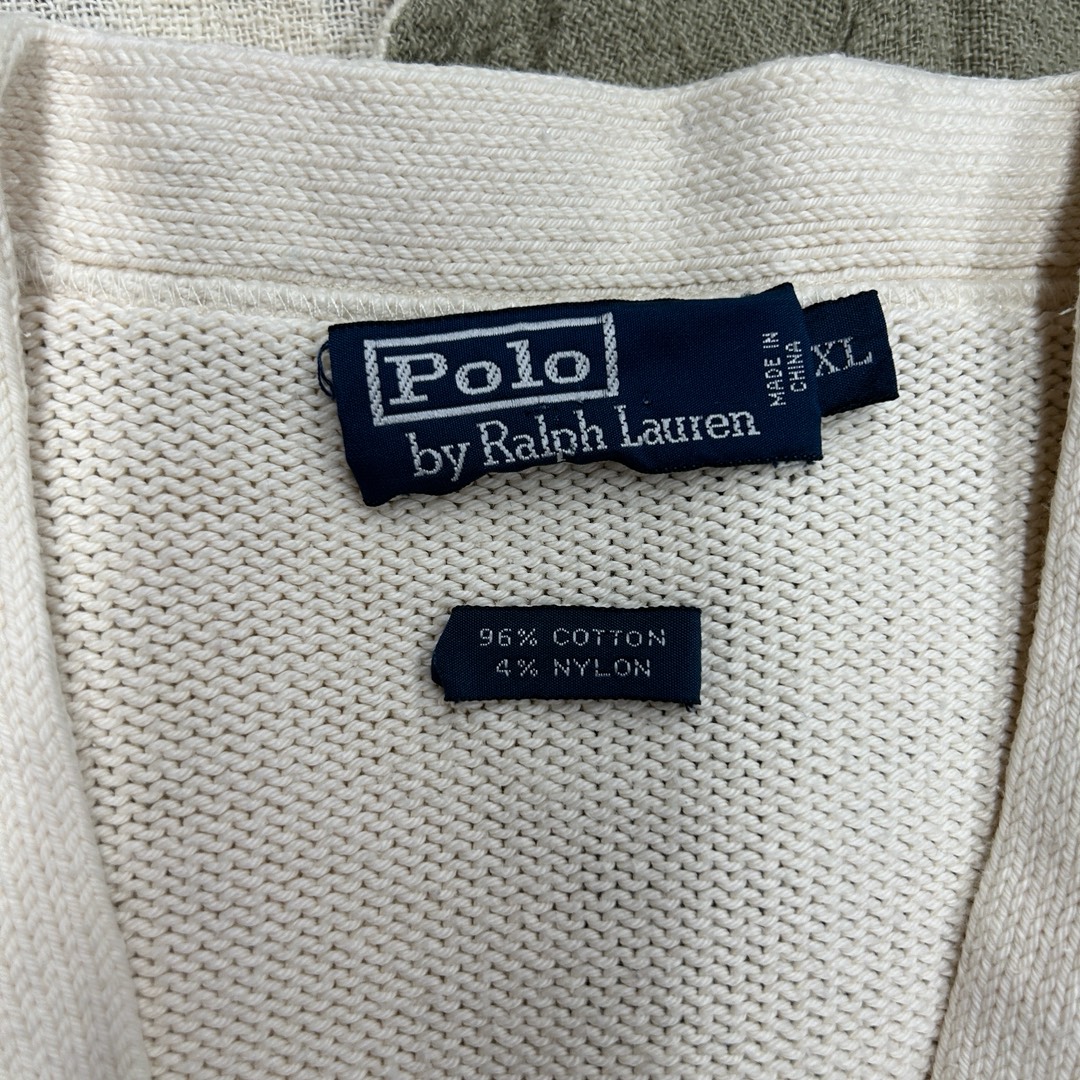 Polo
by Ralph Lauren
MADE IN
CHINA
XL
96% COTTON
4% NYLON